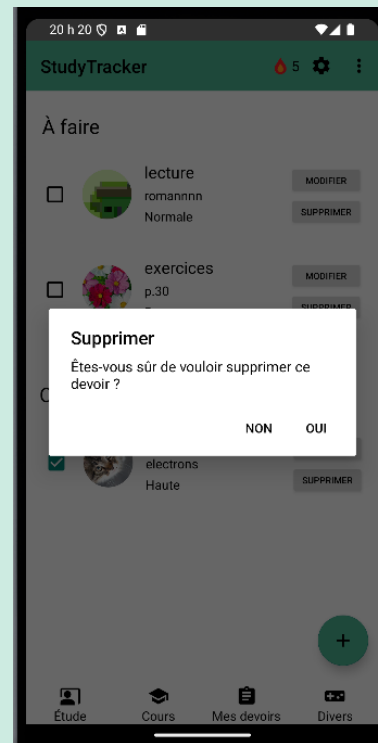 20 h 20
StudyTracker 5
À faire
lecture
romannnn
Normale
MODIFIER
SUPPRIMER
exercices
p.30
MODIFIER
SUPPRIMER
Supprimer
Êtes-vous sûr de vouloir supprimer ce
devoir ?
NON OUI
electrons
Haute
SUPPRIMER
+
Étude Cours Mes devoirs Divers